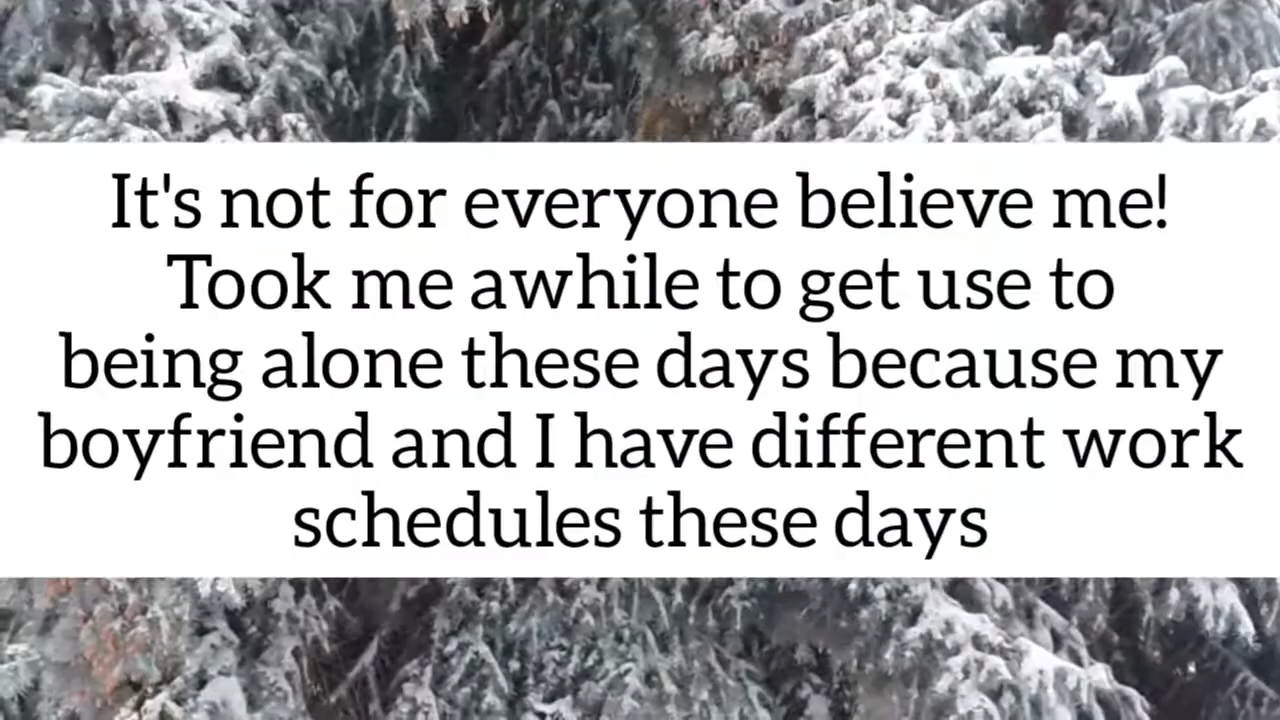 It's not for everyone believe me!
Took me awhile to get use to
being alone these days because my
boyfriend and I have different work
schedules these days